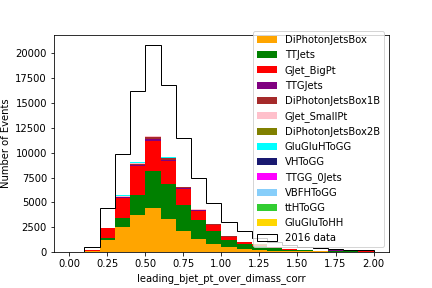 DiPhotonJetsBox
TTJets
GJet_BigPt
TTGJets
DiPhotonJetsBox1B
GJet_SmallPt
DiPhotonJetsBox2B
GluGluHToGG
VHToGG
TTGG_0Jets
VBFHToGG
ttHToGG
GluGluToHH
2016 data
Number of Events
20000
17500
15000
12500
10000
7500
5000
2500
0
0.00 0.25 0.50 0.75 1.00 1.25 1.50 1.75 2.00
leading_bjet_pt_over_dimass_corr